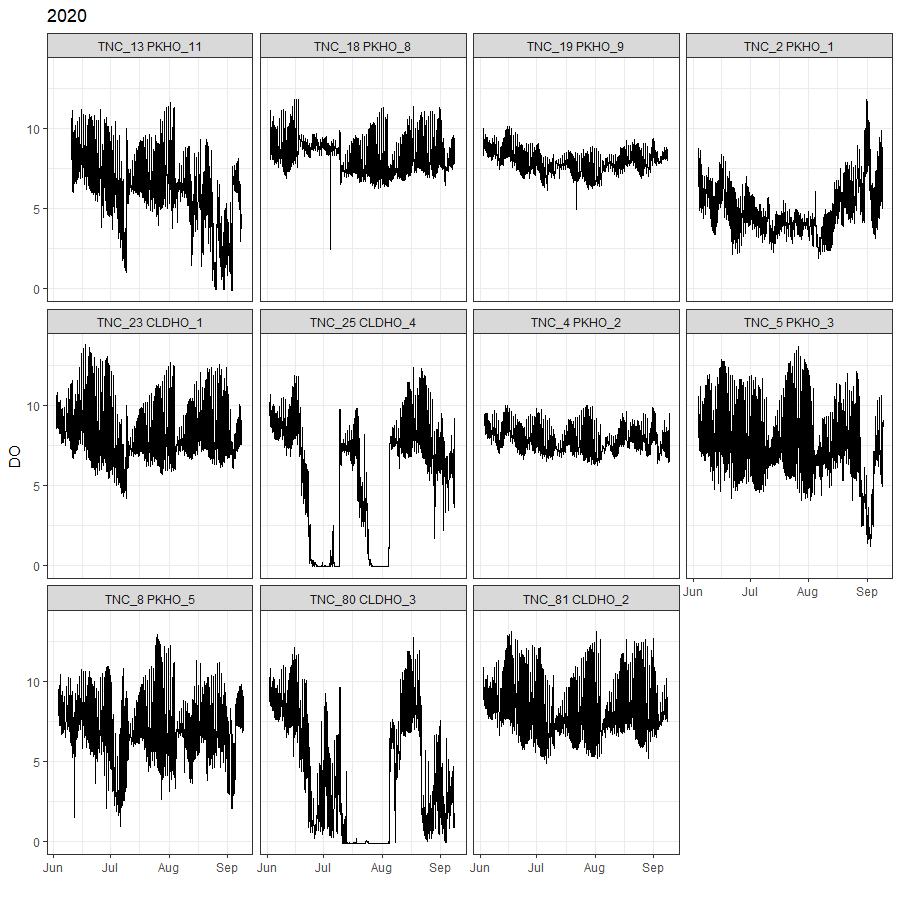 2020
TNC_13 PKHO_11
TNC_18 PKHO_8
TNC_19 PKHO_9
TNC_2 PKHO_1
10
5
0
TNC_23 CLDHO_1
TNC_25 CLDHO_4
TNC_4 PKHO_2
TNC_5 PKHO_3
DO
10
5
0
Jun Jul Aug Sep
TNC_8 PKHO_5
TNC_80 CLDHO_3
TNC_81 CLDHO_2
10
5
0
Jun Jul Aug Sep
Jun Jul Aug Sep
Jun Jul Aug Sep